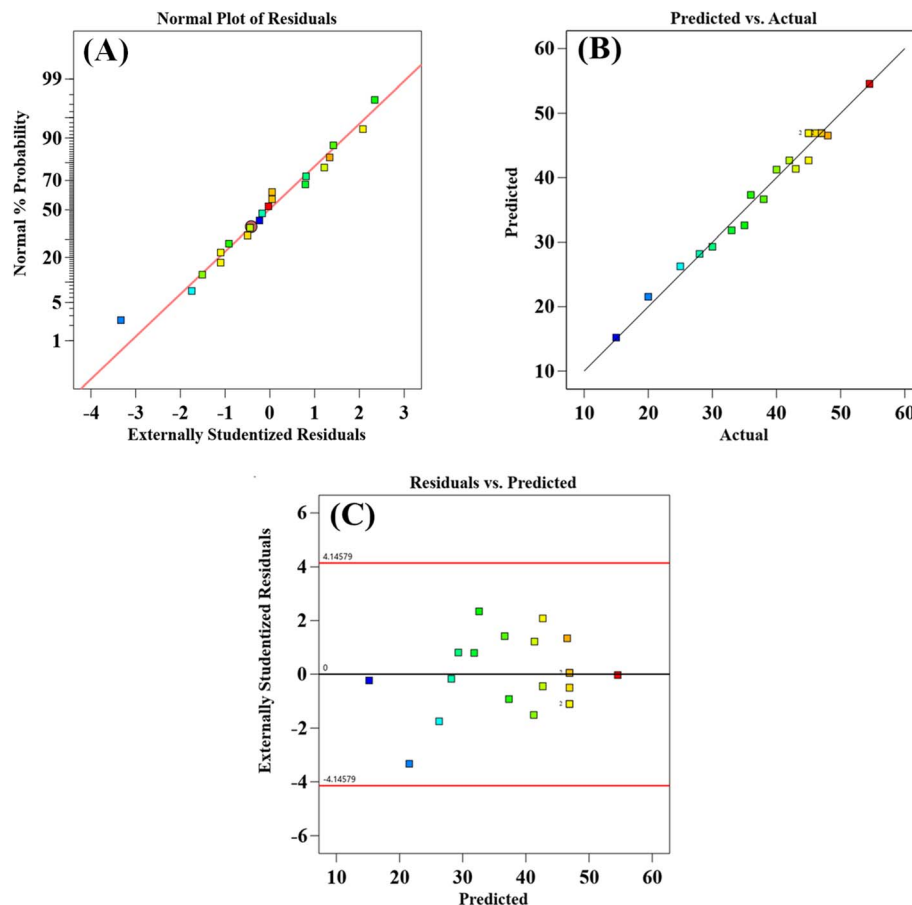 Normal Plot of Residuals
(A)
Normal % Probability
99
90
70
50
20
5
1
-4 -3 -2 -1 0 1 2 3
Externally Studentized Residuals
Predicted vs. Actual
(B)
Predicted
60
50
40
30
20
10
2
10 20 30 40 50 60
Actual
Residuals vs. Predicted
(C)
Externally Studentized Residuals
6
4
2
0
-2
-4
-6
4.14579
0
-4.14579
2
2
10 20 30 40 50 60
Predicted